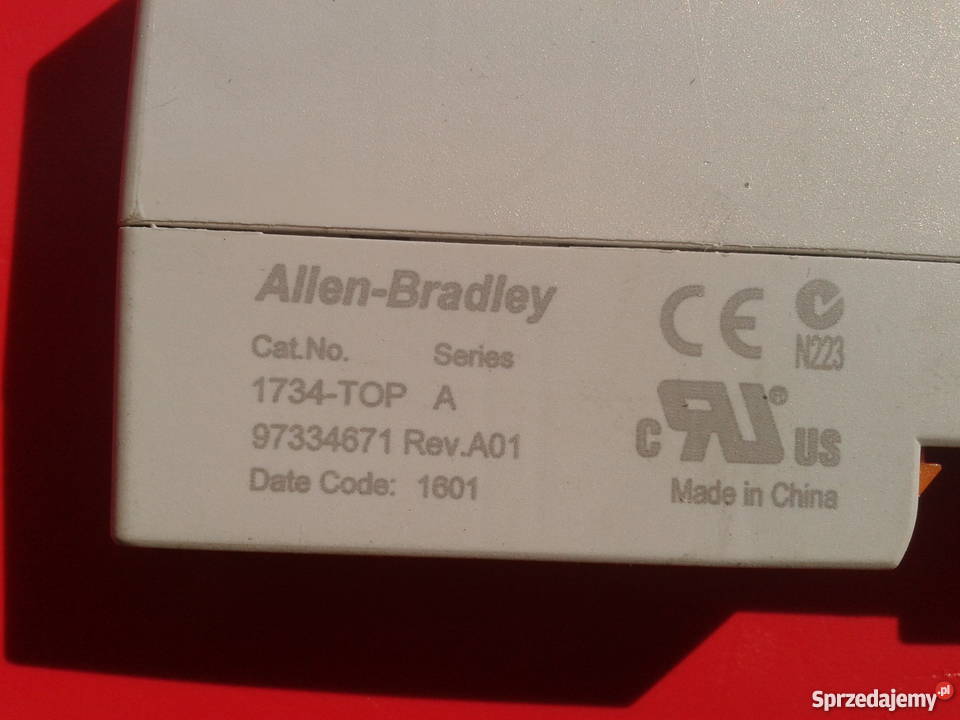 Allen-Bradley
Cat.No. Series
1734-TOP A
97334671 Rev.A01
Date Code: 1601
CE
N223
C RU® US
Made in China
Sprzedajemy.pl